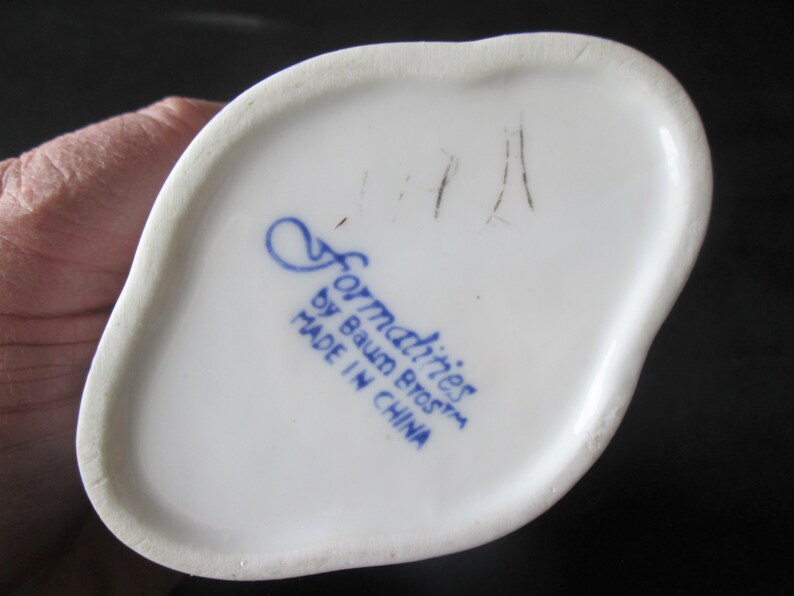 formalities
by Baum Bros™
MADE IN CHINA